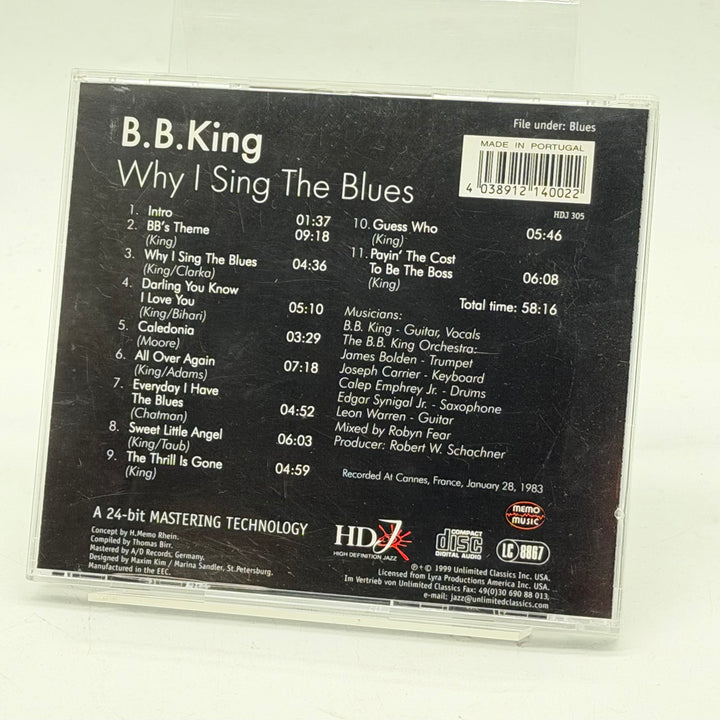 B.B.King
Why I Sing The Blues
File under: Blues
MADE IN PORTUGAL
4 038912 140022
HDJ 305
1. Intro 01:37
2. BB's Theme 09:18
(King)
3. Why I Sing The Blues 04:36
(King/Clarka)
4. Darling You Know
I Love You 05:10
(King/Bihari)
5. Caledonia 03:29
(Moore)
6. All Over Again 07:18
(King/Adams)
7. Everyday I Have
The Blues 04:52
(Chatman)
8. Sweet Little Angel 06:03
(King/Taub)
9. The Thrill Is Gone 04:59
(King)
10. Guess Who 05:46
(King)
11. Payin' The Cost
To Be The Boss 06:08
(King)
Total time: 58:16
Musicians:
B.B. King - Guitar, Vocals
The B.B. King Orchestra:
James Bolden - Trumpet
Joseph Carrier - Keyboard
Calep Emphrey Jr. - Drums
Edgar Synigal Jr. - Saxophone
Leon Warren - Guitar
Mixed by Robyn Fear
Producer: Robert W. Schachner
Recorded At Cannes, France, January 28, 1983
A 24-bit MASTERING TECHNOLOGY
Concept by H.Memo Rhein.
Compiled by Thomas Birr.
Mastered by A/D Records, Germany.
Designed by Maxim Kim / Marina Sandler, St.Petersburg.
Manufactured in the EEC.
HDJ
HIGH DEFINITION JAZZ
COMPACT
disc
DIGITAL AUDIO
MEMO
MUSIC
LC 8867
℗ + © 1999 Unlimited Classics Inc. USA.
Licensed from Lyra Productions America Inc. USA.
Im Vertrieb von Unlimited Classics Fax: 49(0)30 690 88 013,
e-mail: jazz@unlimitedclassics.com